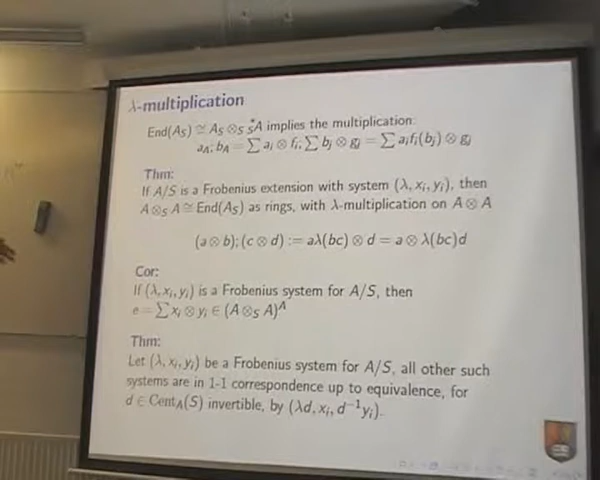 λ-multiplication
End(A_S) ≅ A_S ⊗_S ^*_S A implies the multiplication:
a_A; b_A = ∑ a_i ⊗ f_i; ∑ b_j ⊗ g_j = ∑ a_i f_i(b_j) ⊗ g_j
Thm:
If A/S is a Frobenius extension with system (λ, x_i, y_i), then
A ⊗_S A ≅ End(A_S) as rings, with λ-multiplication on A ⊗ A
(a ⊗ b); (c ⊗ d) := aλ(bc) ⊗ d = a ⊗ λ(bc)d
Cor:
If (λ, x_i, y_i) is a Frobenius system for A/S, then
e = ∑ x_i ⊗ y_i ∈ (A ⊗_S A)^A
Thm:
Let (λ, x_i, y_i) be a Frobenius system for A/S, all other such
systems are in 1-1 correspondence up to equivalence, for
d ∈ Cent_A(S) invertible, by (λd, x_i, d^{-1}y_i).